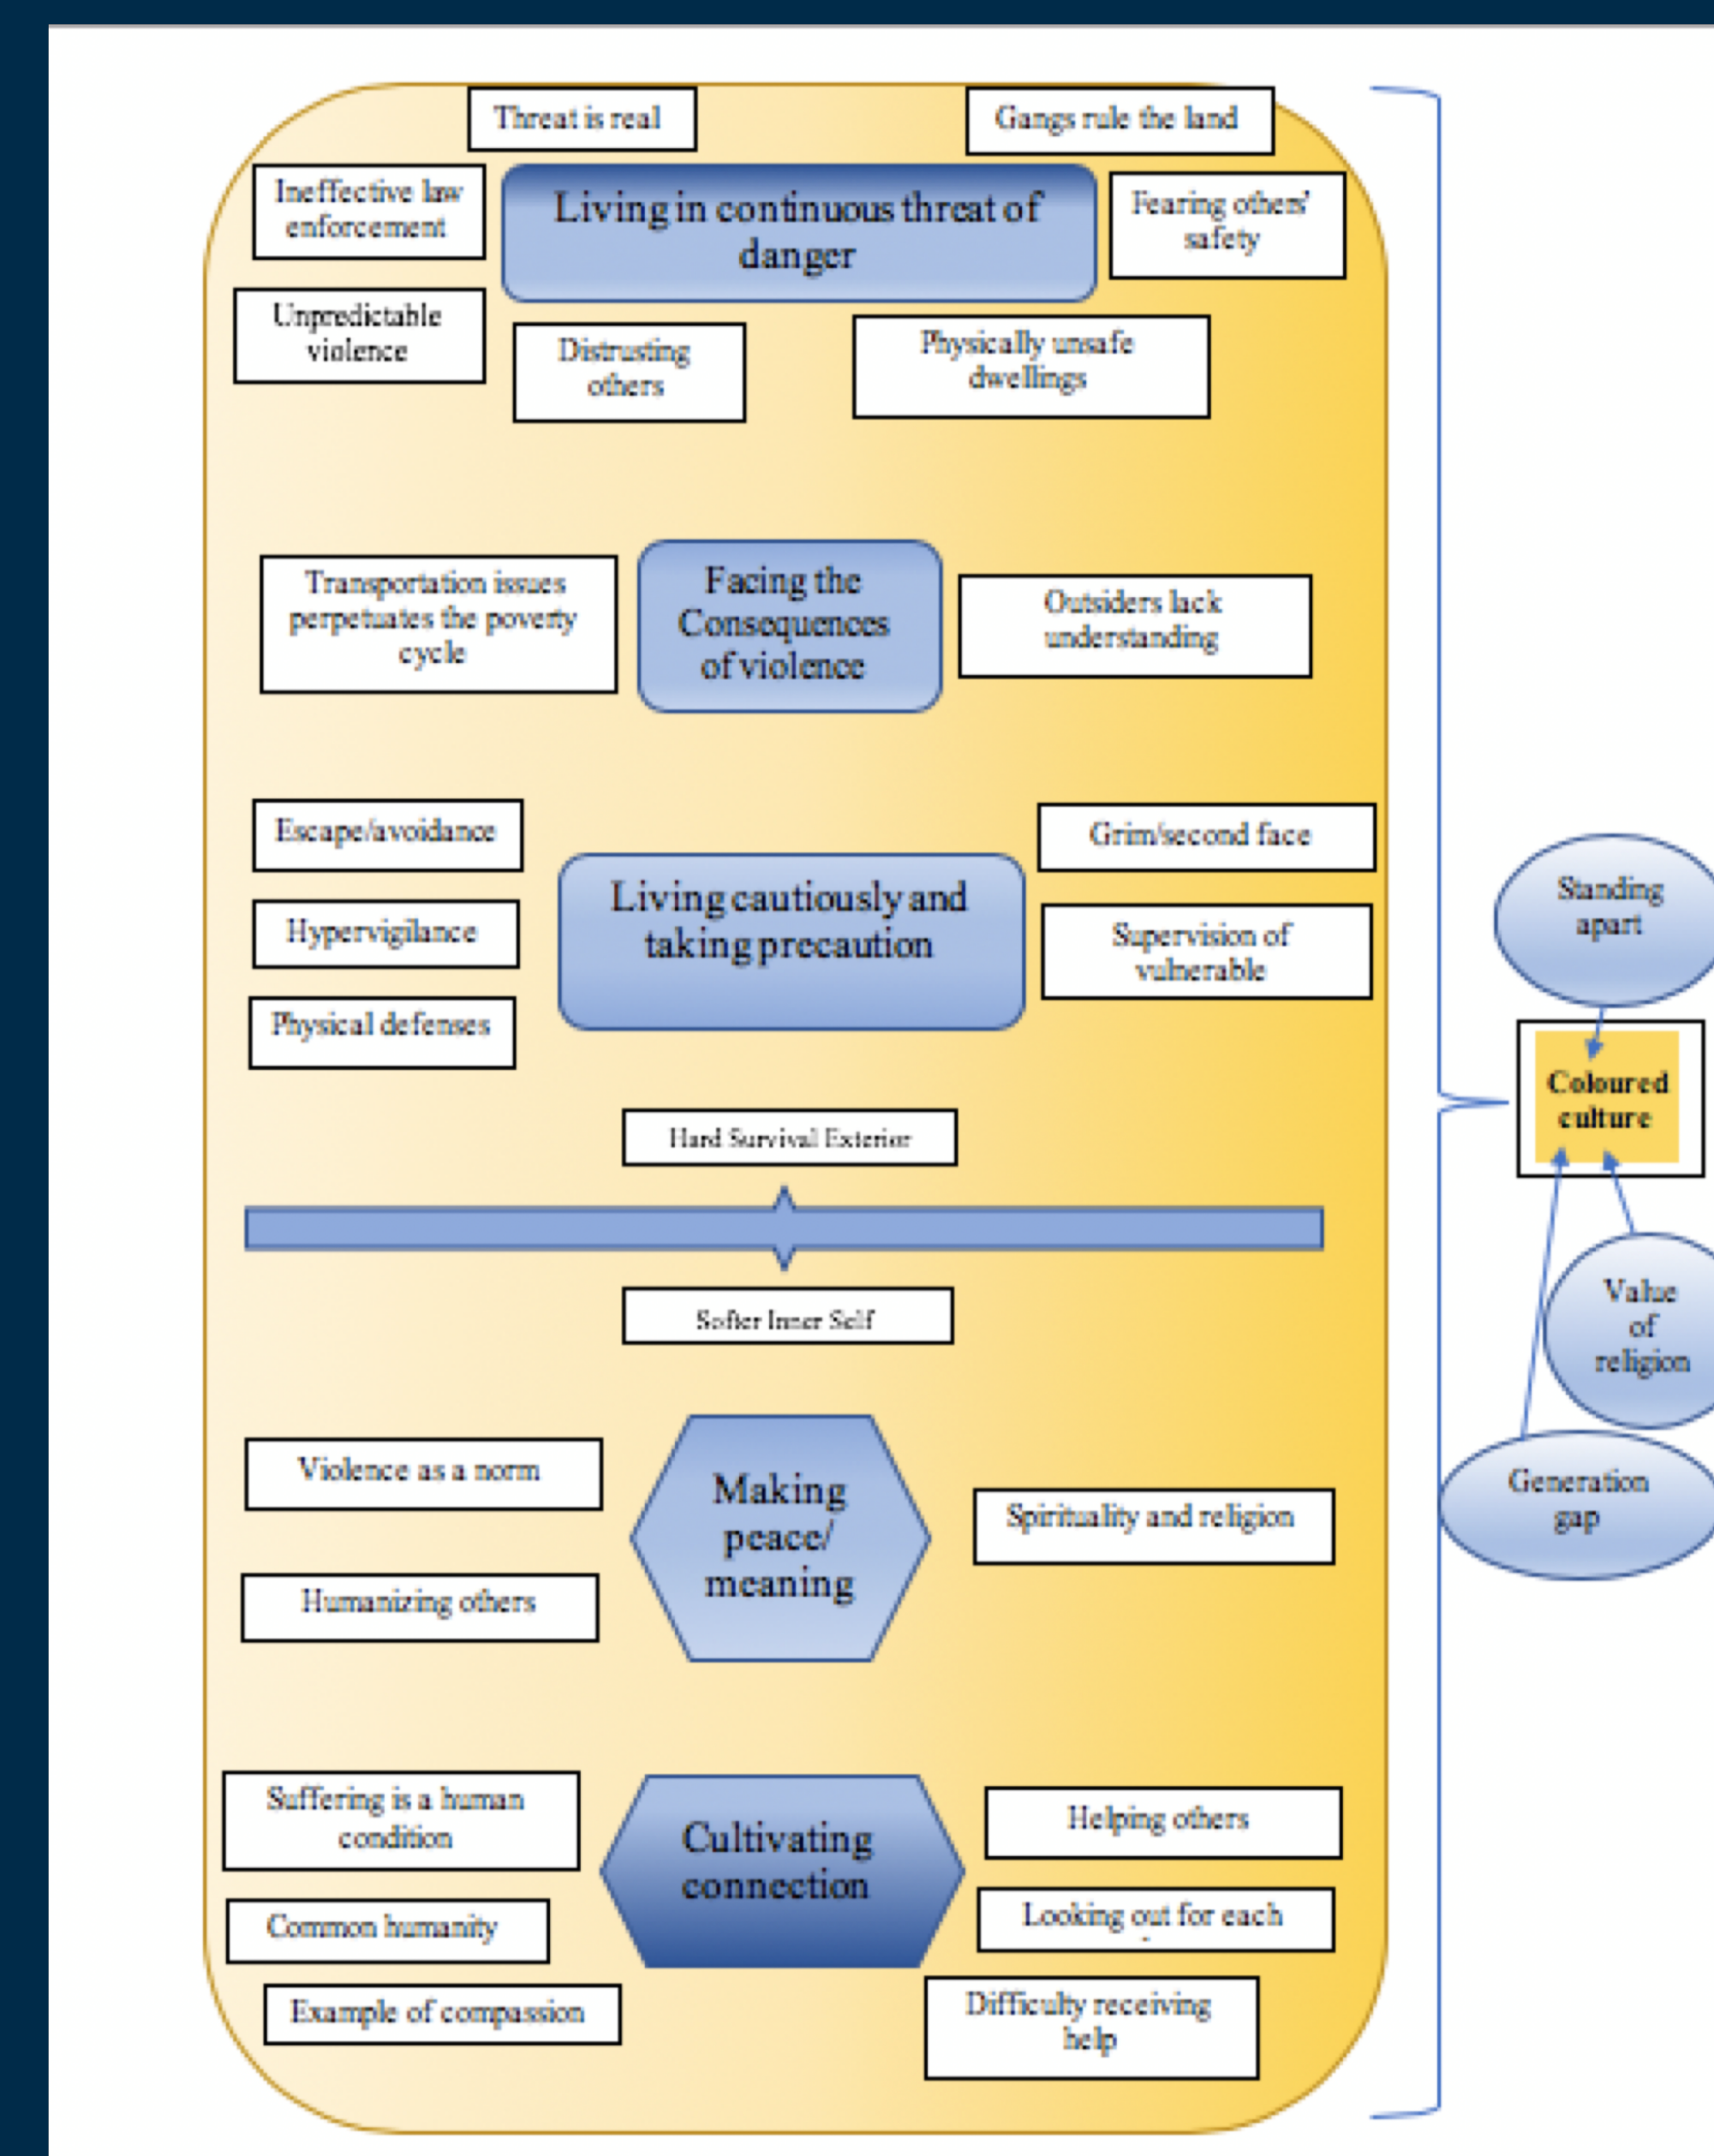 Threat is real
Gangs rule the land
Ineffective law
enforcement
Living in continuous threat of
danger
Fearing others'
safety
Unpredictable
violence
Distrusting
others
Physically unsafe
dwellings
Transportation issues
perpetuates the poverty
cycle
Facing the
Consequences
of violence
Outsiders lack
understanding
Escape/avoidance
Hypervigilance
Physical defenses
Living cautiously and
taking precaution
Grim/second face
Supervision of
vulnerable
Hard Survival Exterior
Softer Inner Self
Violence as a norm
Humanizing others
Making
peace/
meaning
Spirituality and religion
Suffering is a human
condition
Common humanity
Example of compassion
Cultivating
connection
Helping others
Looking out for each
Difficulty receiving
help
Standing
apart
Coloured
culture
Value
of
religion
Generation
gap